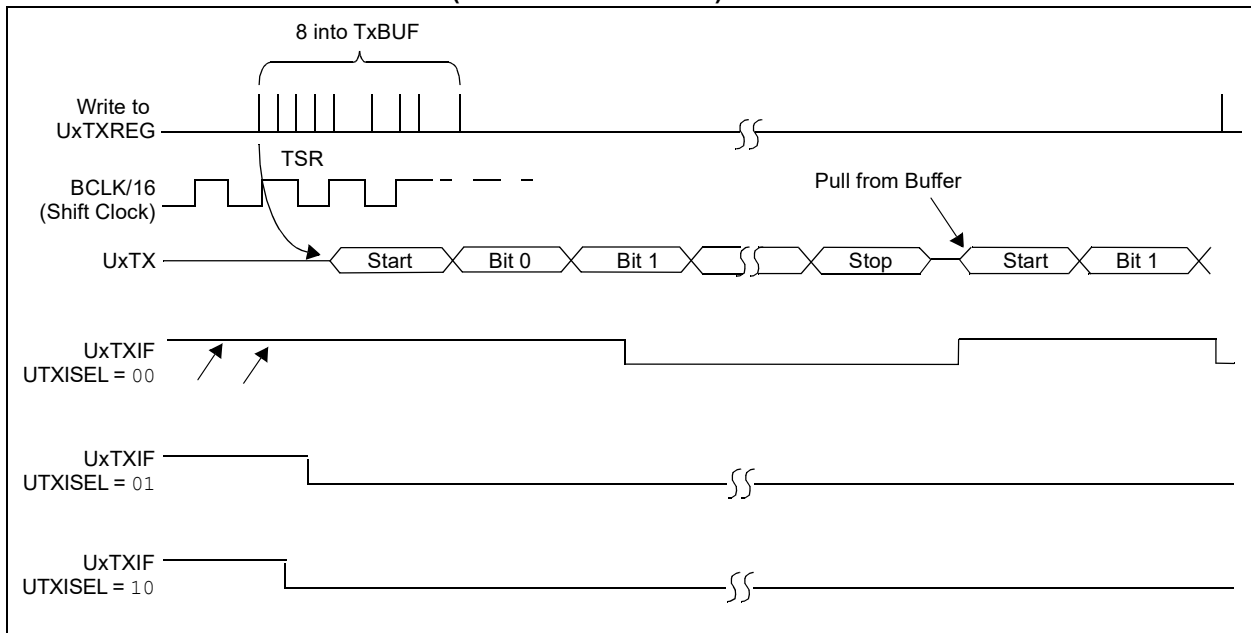 8 into TxBUF
Write to
UxTXREG
TSR
BCLK/16
(Shift Clock)
Pull from Buffer
UxTX
Start
Bit 0
Bit 1
Stop
Start
Bit 1
UxTXIF
UTXISEL = 00
UxTXIF
UTXISEL = 01
UxTXIF
UTXISEL = 10